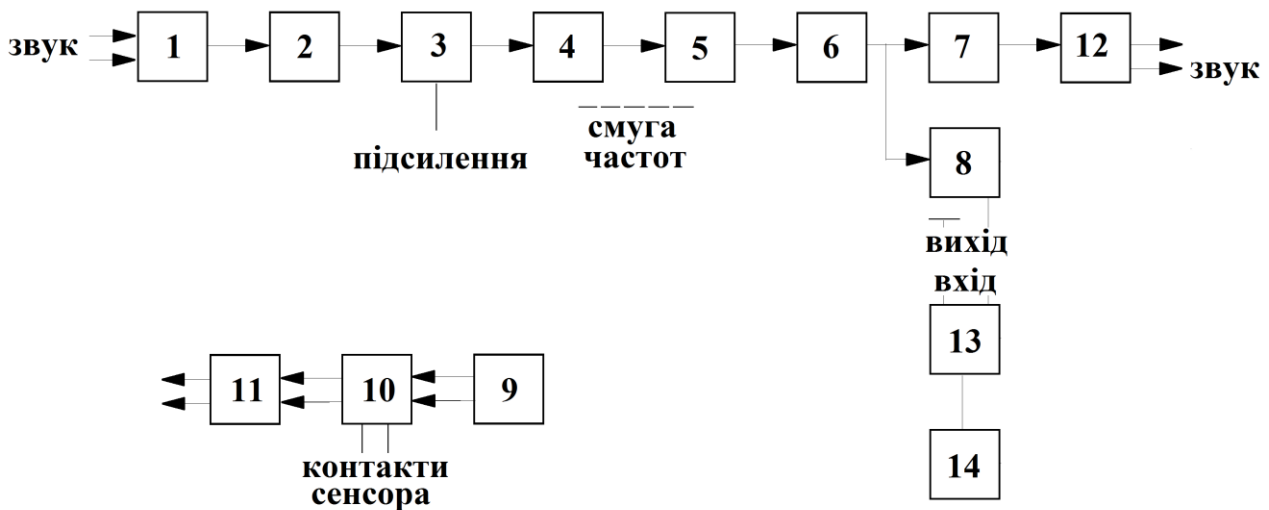 звук 1 2 3 4 5 6 7 12 звук
підсилення
смуга
частот
8
вихід
вхід
13
11 10 9
контакти
сенсора
14